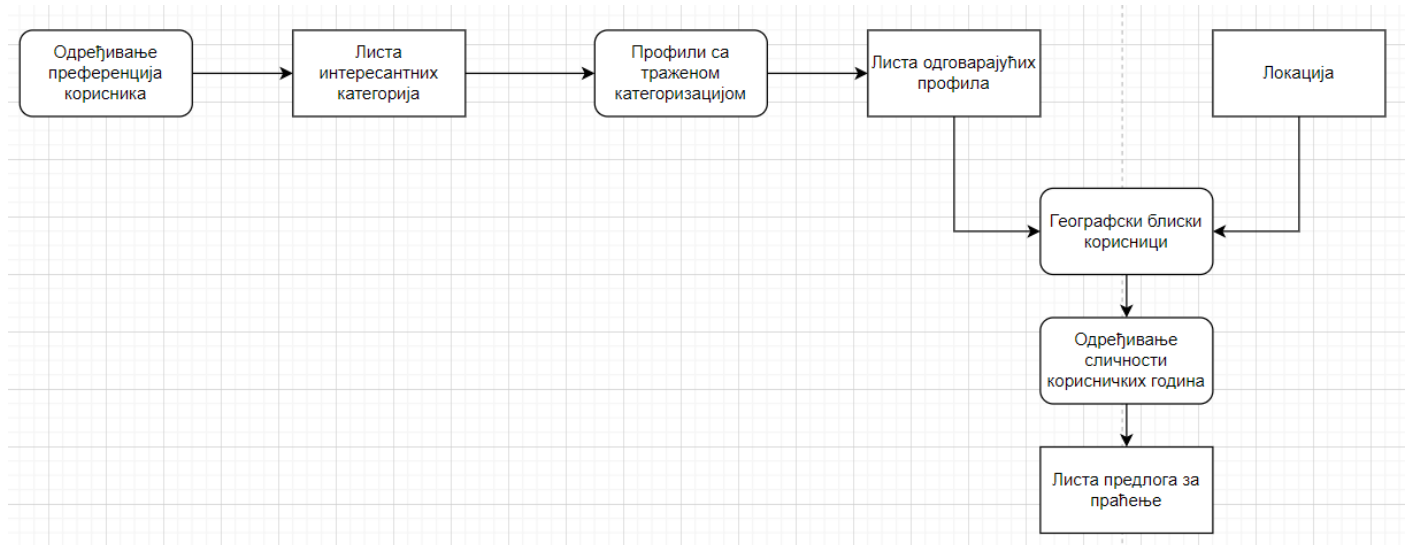 Одређивање
преференција
корисника
Листа
интересантних
категорија
Профили са
траженом
категоризацијом
Листа одговарајућих
профила
Локација
Географски блиски
корисници
Одређивање
сличности
корисничких година
Листа предлога за
праћење